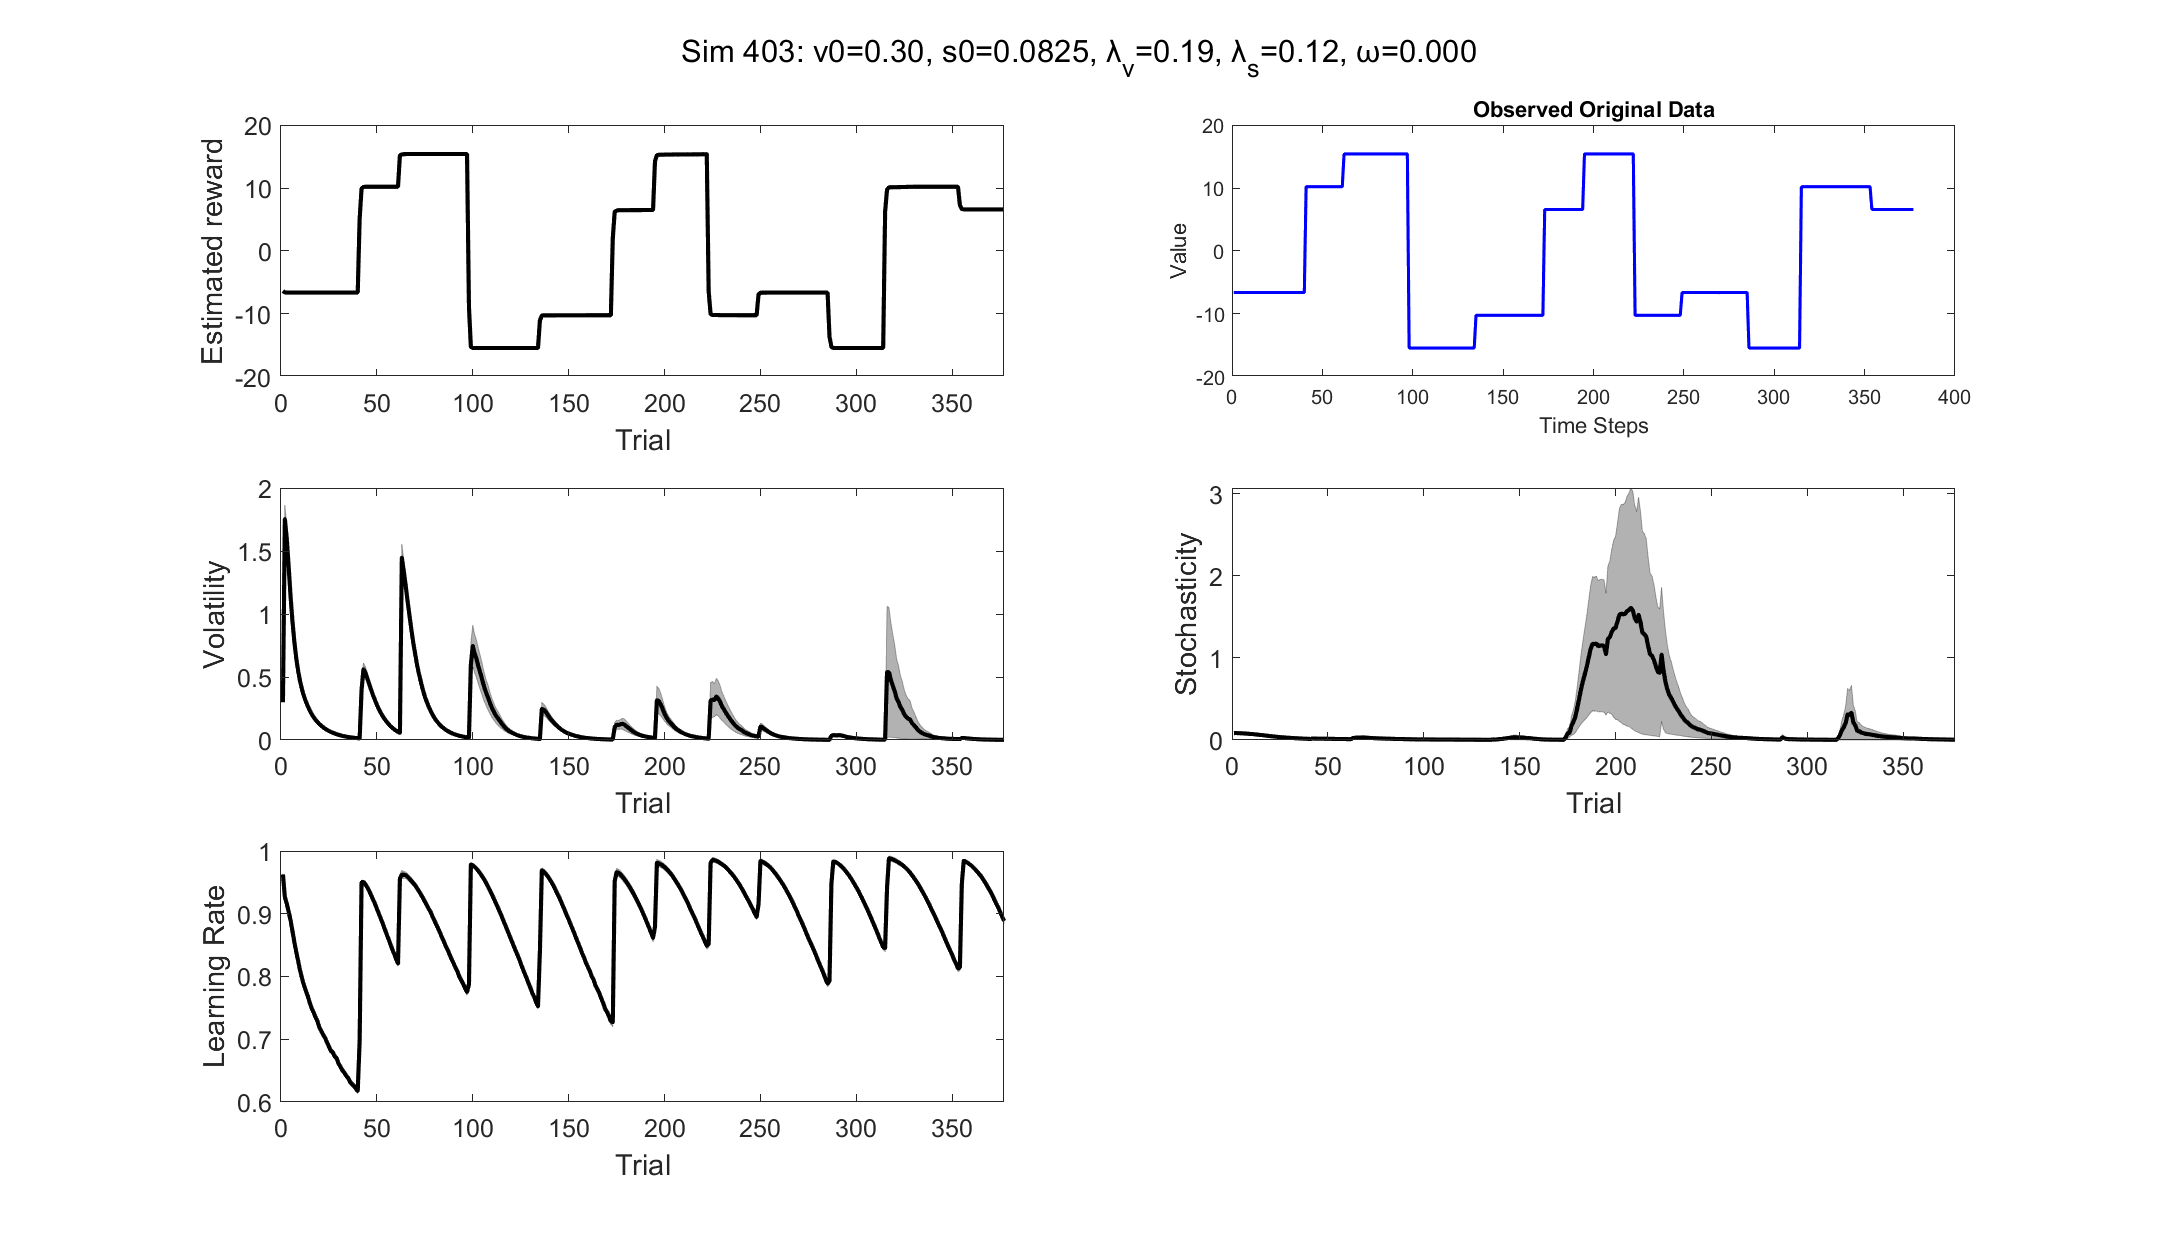 Sim 403: v0=0.30, s0=0.0825, λv=0.19, λs=0.12, ω=0.000
20
10
0
-10
-20
Estimated reward
0 50 100 150 200 250 300 350
Trial
Observed Original Data
20
10
0
-10
-20
Value
0 50 100 150 200 250 300 350 400
Time Steps
2
1.5
1
0.5
0
Volatility
0 50 100 150 200 250 300 350
Trial
3
2
1
0
Stochasticity
0 50 100 150 200 250 300 350
Trial
1
0.9
0.8
0.7
0.6
Learning Rate
0 50 100 150 200 250 300 350
Trial